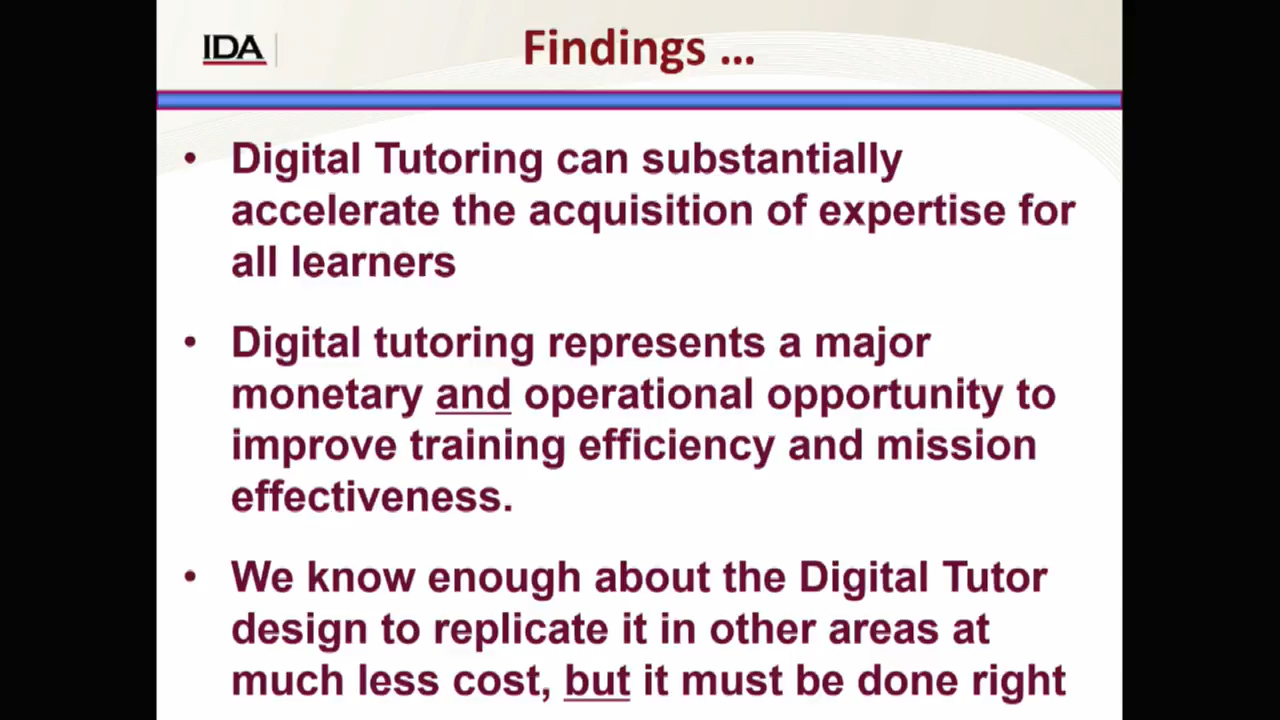 IDA
Findings ...
• Digital Tutoring can substantially
accelerate the acquisition of expertise for
all learners
• Digital tutoring represents a major
monetary and operational opportunity to
improve training efficiency and mission
effectiveness.
• We know enough about the Digital Tutor
design to replicate it in other areas at
much less cost, but it must be done right